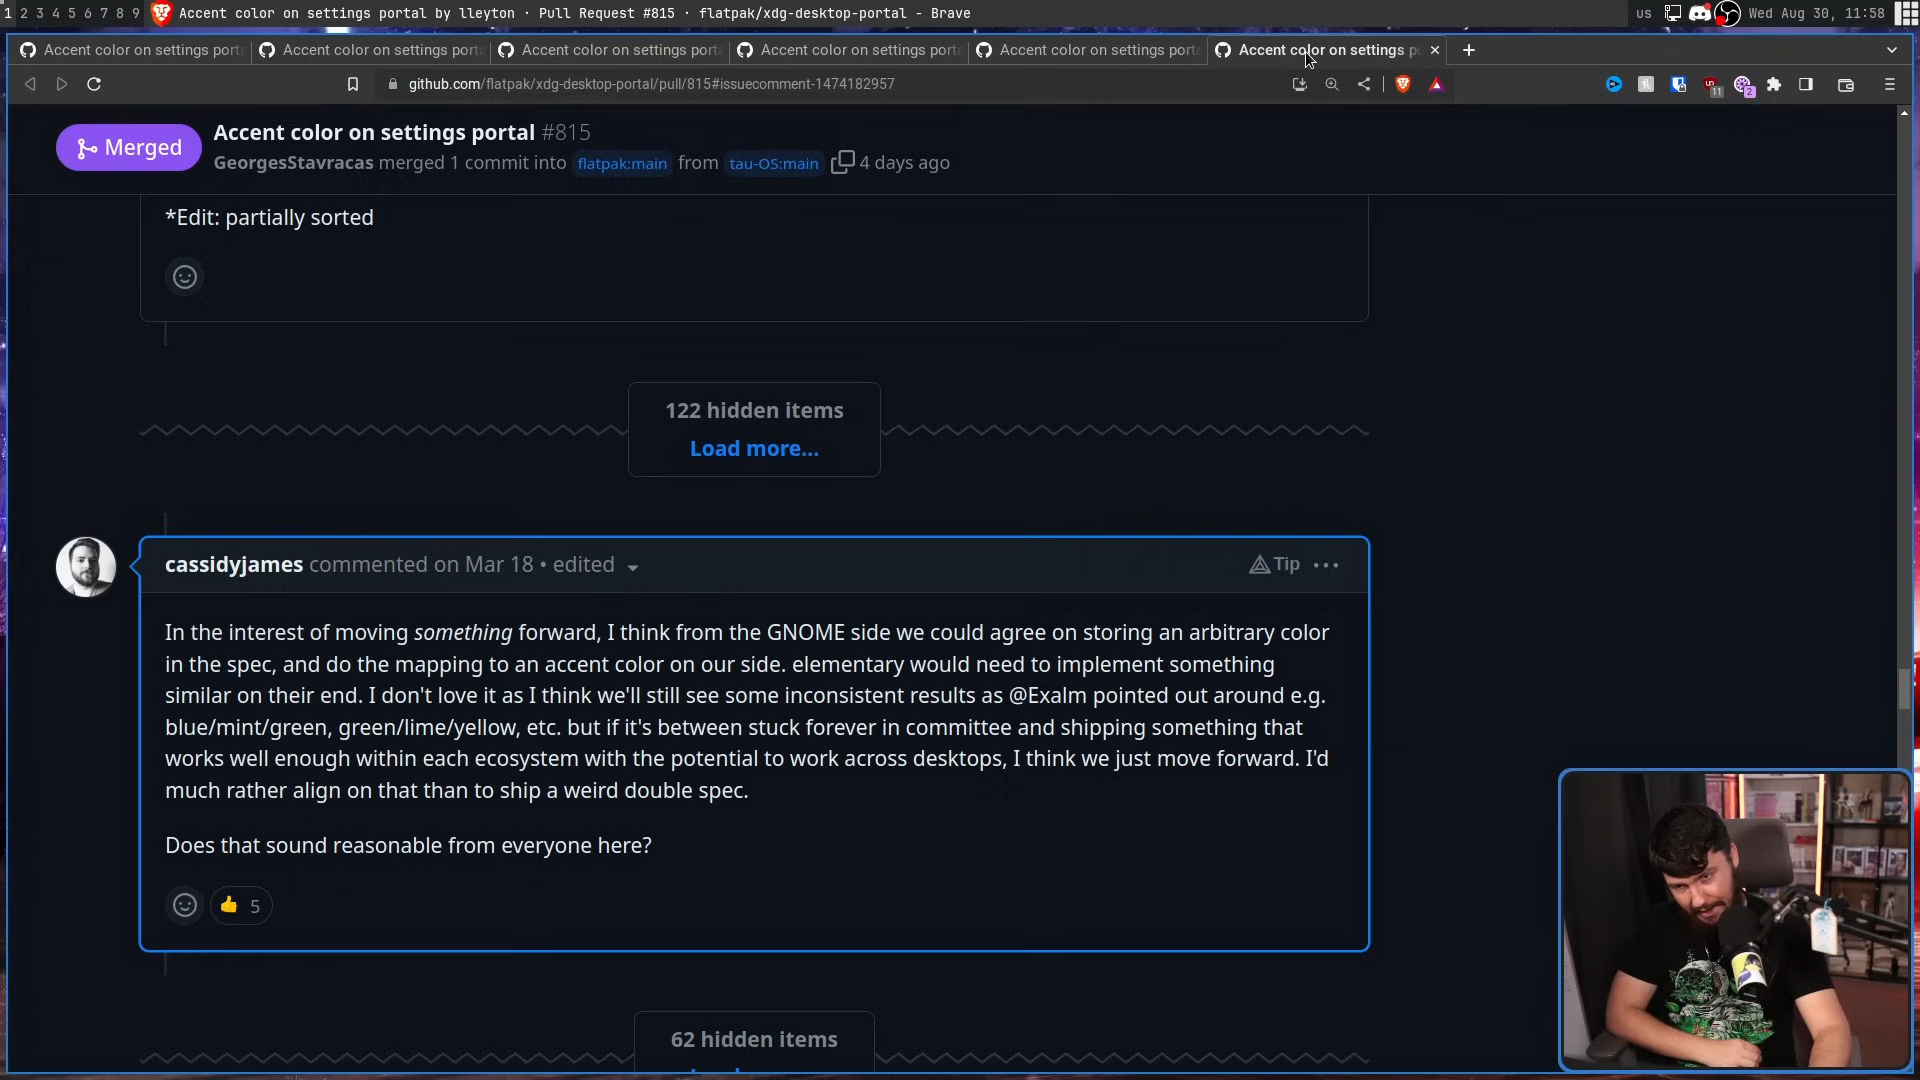 1 2 3 4 5 6 7 8 9 Accent color on settings portal by lleyton · Pull Request #815 · flatpak/xdg-desktop-portal - Brave us Wed Aug 30, 11:58
Accent color on settings porta Accent color on settings porta Accent color on settings porta Accent color on settings porta Accent color on settings porta Accent color on settings p
github.com/flatpak/xdg-desktop-portal/pull/815#issuecomment-1474182957 11 2
Merged
Accent color on settings portal #815
GeorgesStavracas merged 1 commit into flatpak:main from tau-OS:main 4 days ago
*Edit: partially sorted
122 hidden items
Load more...
cassidyjames commented on Mar 18 • edited Tip
In the interest of moving something forward, I think from the GNOME side we could agree on storing an arbitrary color
in the spec, and do the mapping to an accent color on our side. elementary would need to implement something
similar on their end. I don't love it as I think we'll still see some inconsistent results as @Exalm pointed out around e.g.
blue/mint/green, green/lime/yellow, etc. but if it's between stuck forever in committee and shipping something that
works well enough within each ecosystem with the potential to work across desktops, I think we just move forward. I'd
much rather align on that than to ship a weird double spec.
Does that sound reasonable from everyone here?
5
62 hidden items